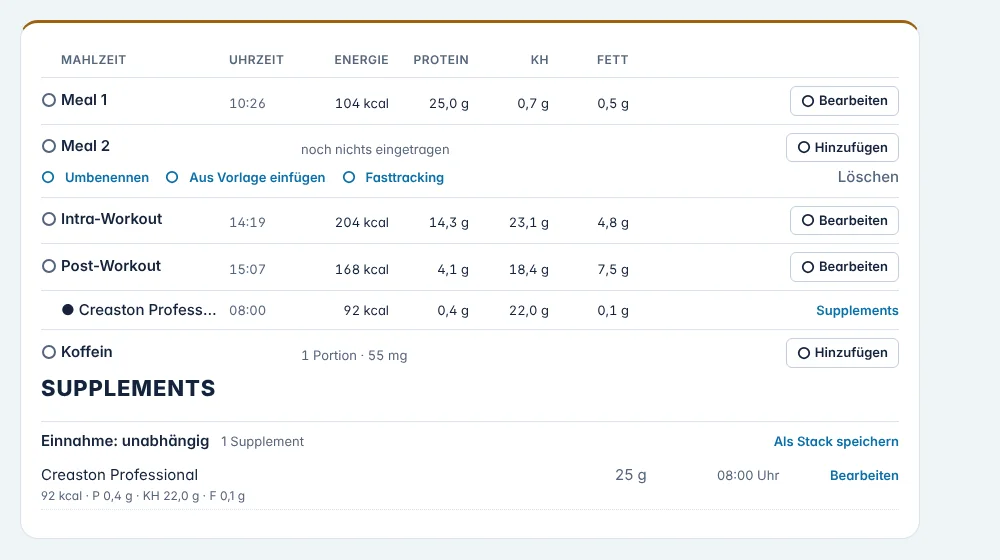 MAHLZEIT UHRZEIT ENERGIE PROTEIN KH FETT
Meal 1 10:26 104 kcal 25,0 g 0,7 g 0,5 g Bearbeiten
Meal 2 noch nichts eingetragen Hinzufügen
Umbenennen Aus Vorlage einfügen Fasttracking Löschen
Intra-Workout 14:19 204 kcal 14,3 g 23,1 g 4,8 g Bearbeiten
Post-Workout 15:07 168 kcal 4,1 g 18,4 g 7,5 g Bearbeiten
Creaston Profess... 08:00 92 kcal 0,4 g 22,0 g 0,1 g Supplements
Koffein 1 Portion · 55 mg Hinzufügen
SUPPLEMENTS
Einnahme: unabhängig 1 Supplement Als Stack speichern
Creaston Professional 25 g 08:00 Uhr Bearbeiten
92 kcal · P 0,4 g · KH 22,0 g · F 0,1 g